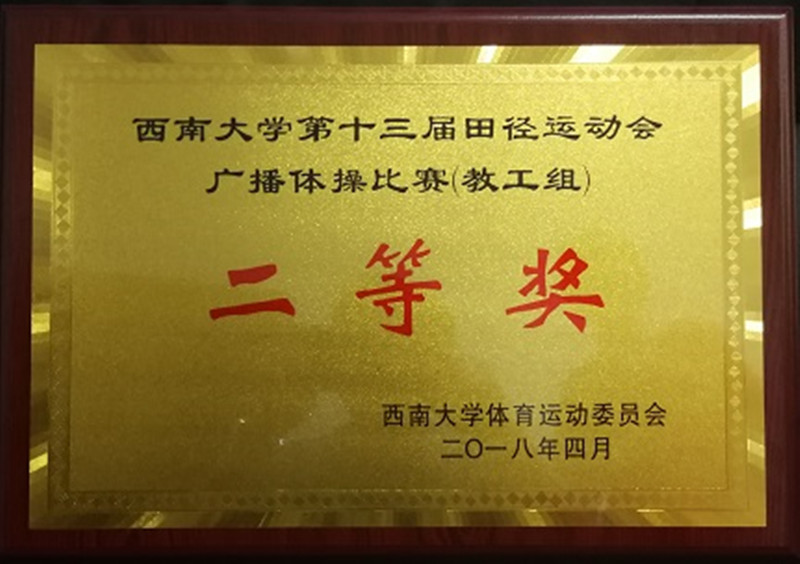 西南大学第十三届田径运动会
广播体操比赛(教工组)
二等奖
西南大学体育运动委员会
二〇一八年四月